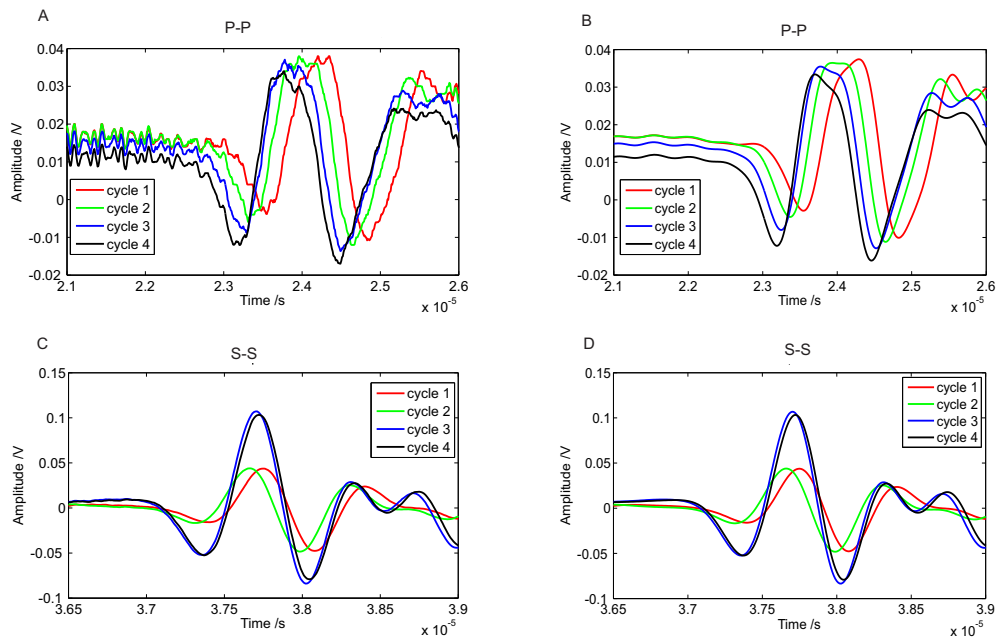 A
P-P
Amplitude /V
0.04
0.03
0.02
0.01
0
-0.01
-0.02
cycle 1
cycle 2
cycle 3
cycle 4
2.1
2.2
2.3
2.4
2.5
2.6
Time /s
x 10⁻⁵
B
P-P
Amplitude /V
0.04
0.03
0.02
0.01
0
-0.01
-0.02
cycle 1
cycle 2
cycle 3
cycle 4
2.1
2.2
2.3
2.4
2.5
2.6
Time /s
x 10⁻⁵
C
S-S
Amplitude /V
0.15
0.1
0.05
0
-0.05
-0.1
cycle 1
cycle 2
cycle 3
cycle 4
3.65
3.7
3.75
3.8
3.85
3.9
Time /s
x 10⁻⁵
D
S-S
Amplitude /V
0.15
0.1
0.05
0
-0.05
-0.1
cycle 1
cycle 2
cycle 3
cycle 4
3.65
3.7
3.75
3.8
3.85
3.9
Time /s
x 10⁻⁵